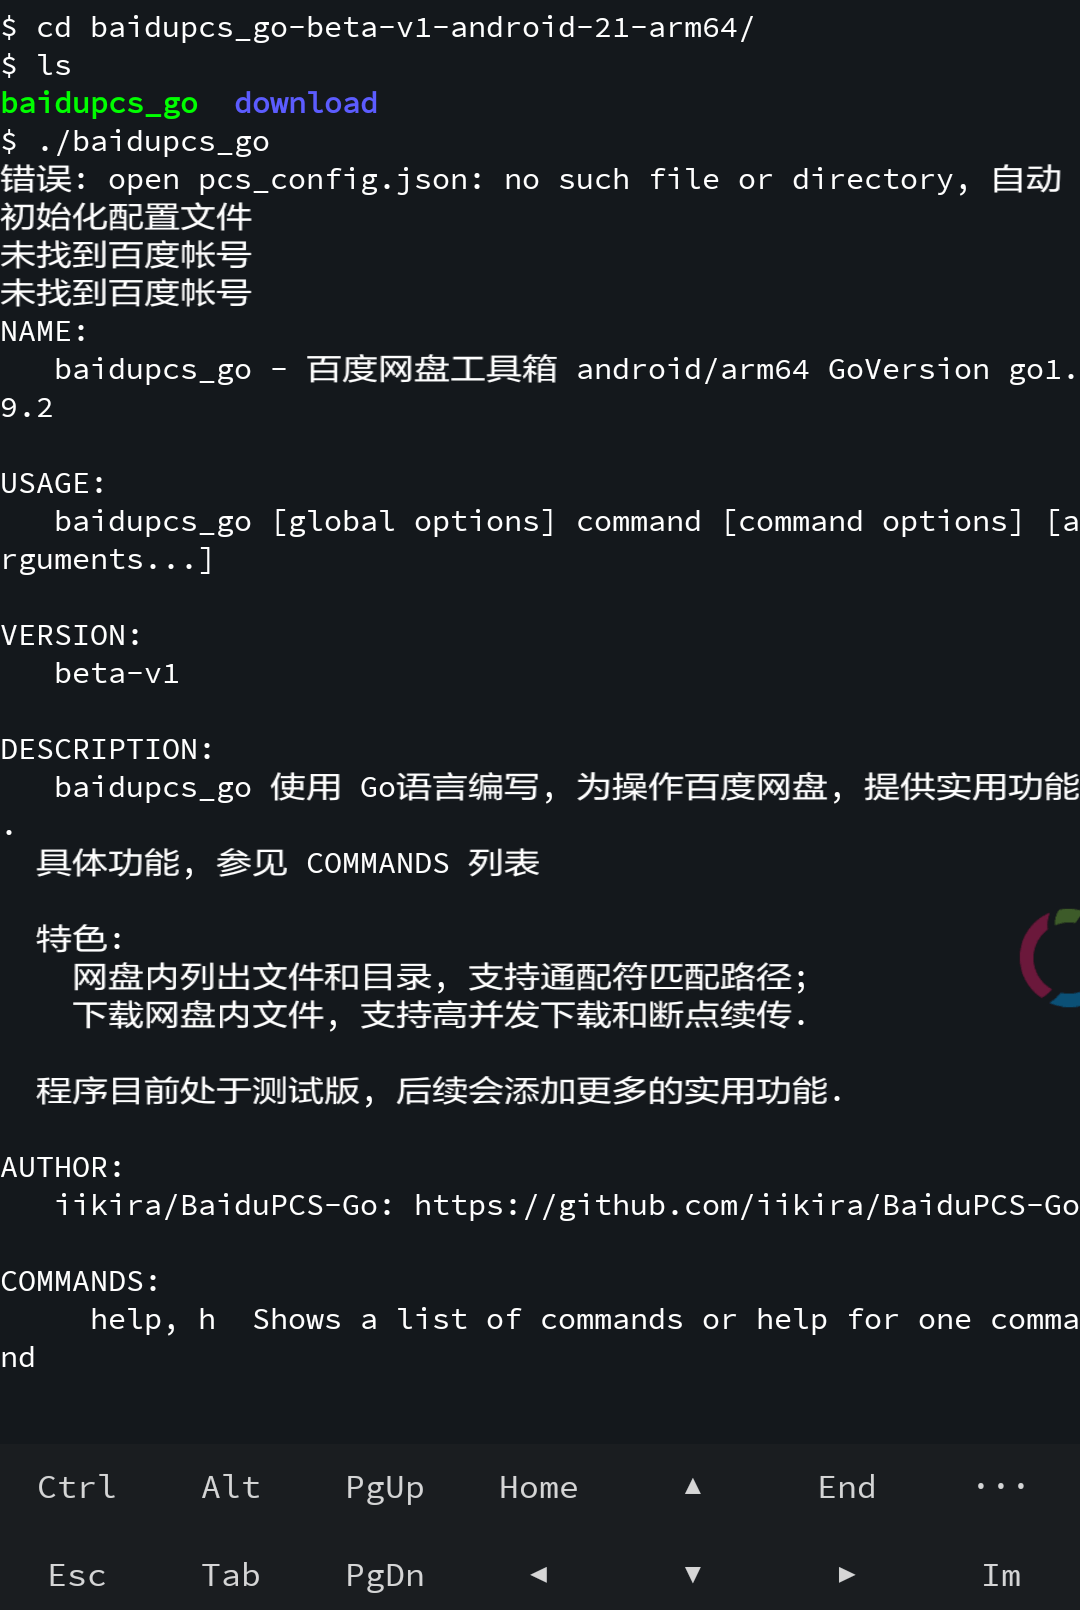 $ cd baidupcs_go-beta-v1-android-21-arm64/
$ ls
baidupcs_go  download
$ ./baidupcs_go
错误: open pcs_config.json: no such file or directory, 自动
初始化配置文件
未找到百度帐号
未找到百度帐号
NAME:
   baidupcs_go - 百度网盘工具箱 android/arm64 GoVersion go1.
9.2
USAGE:
   baidupcs_go [global options] command [command options] [a
rguments...]
VERSION:
   beta-v1
DESCRIPTION:
   baidupcs_go 使用 Go语言编写, 为操作百度网盘, 提供实用功能
.
  具体功能, 参见 COMMANDS 列表
  特色:
    网盘内列出文件和目录, 支持通配符匹配路径;
    下载网盘内文件, 支持高并发下载和断点续传.
  程序目前处于测试版, 后续会添加更多的实用功能.
AUTHOR:
   iikira/BaiduPCS-Go: https://github.com/iikira/BaiduPCS-Go
COMMANDS:
     help, h  Shows a list of commands or help for one comma
nd
Ctrl Alt PgUp Home ▲ End ···
Esc Tab PgDn ◄ ▼ ► Im